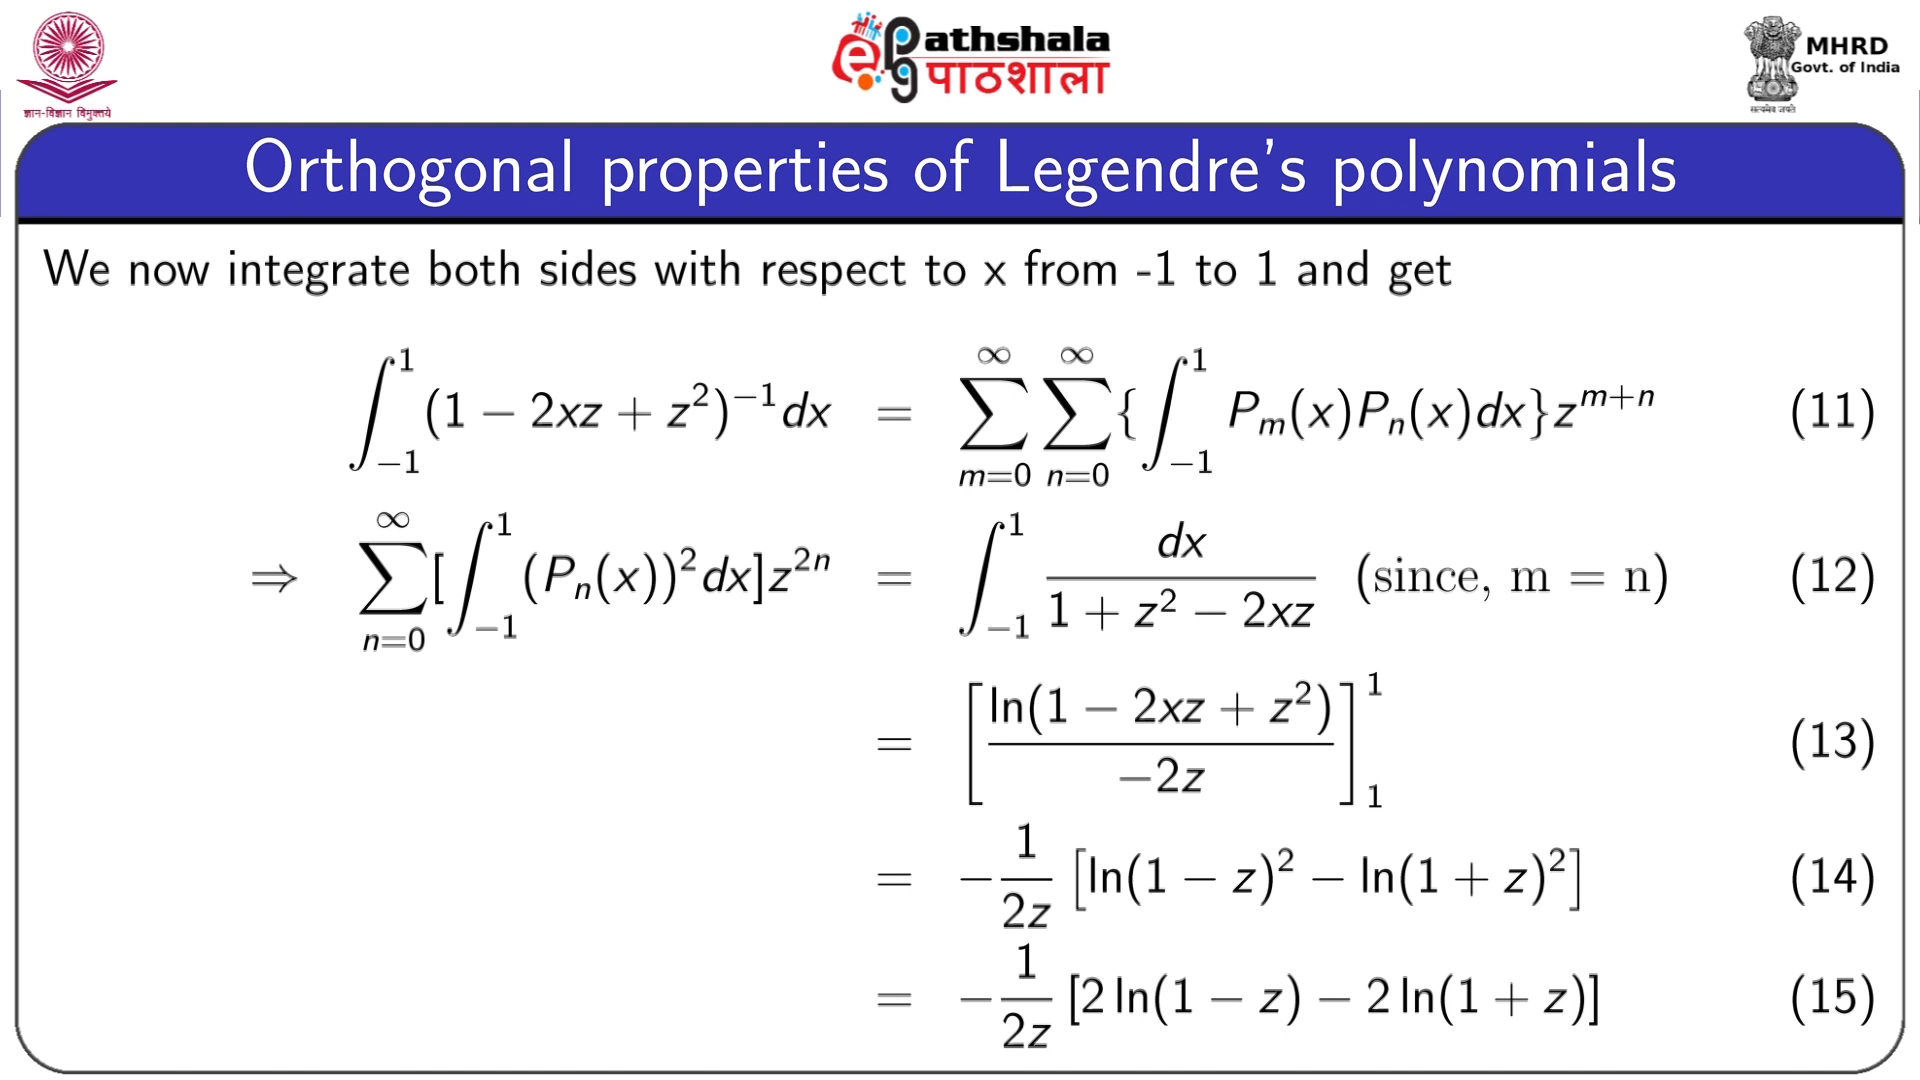 ज्ञान-विज्ञान विमुक्तये
ePathshala
पाठशाला
MHRD
Govt. of India
सत्यमेव जयते
Orthogonal properties of Legendre's polynomials
We now integrate both sides with respect to x from -1 to 1 and get
∫_{−1}^{1} (1 − 2xz + z²)^{−1} dx = ∑_{m=0}^{∞} ∑_{n=0}^{∞} {∫_{−1}^{1} P_m(x)P_n(x)dx} z^{m+n} (11)
⇒ ∑_{n=0}^{∞} [∫_{−1}^{1} (P_n(x))² dx] z^{2n} = ∫_{−1}^{1} dx / (1 + z² − 2xz) (since, m = n) (12)
= [ln(1 − 2xz + z²) / −2z]_{1}^{1} (13)
= −1/2z [ln(1 − z)² − ln(1 + z)²] (14)
= −1/2z [2 ln(1 − z) − 2 ln(1 + z)] (15)